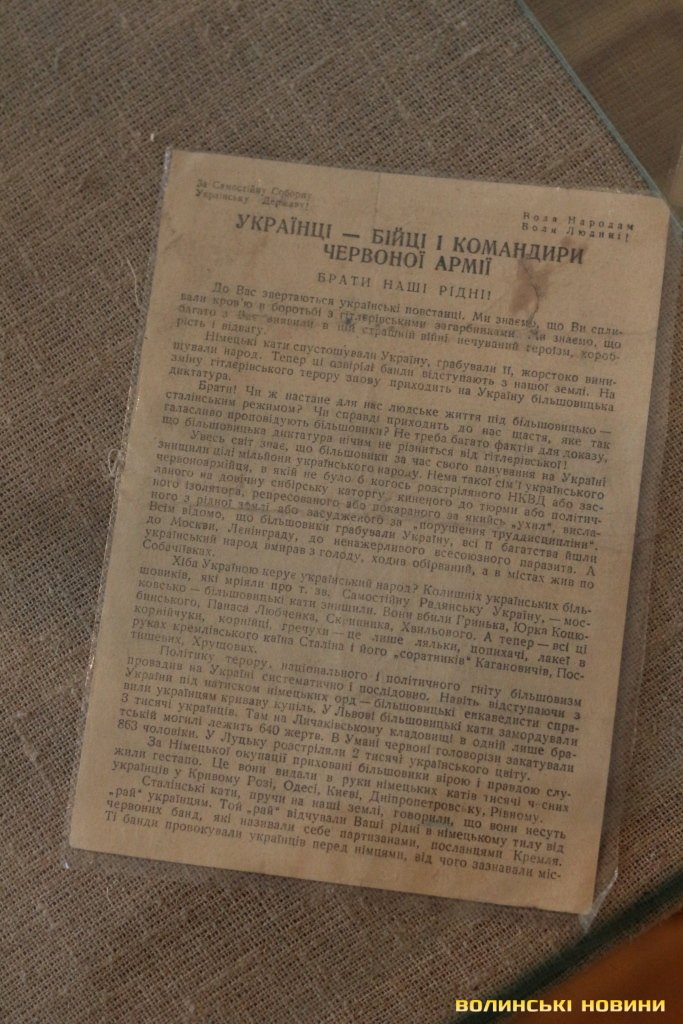 За Самостійну Соборну
Українську Державу!
Воля Народам
Воля Людині!
УКРАЇНЦІ — БІЙЦІ І КОМАНДИРИ
ЧЕРВОНОЇ АРМІЇ
БРАТИ НАШІ РІДНІ!
До Вас звертаються українські повстанці. Ми знаємо, що Ви спли-
вали кров'ю в боротьбі з гітлерівськими загарбниками. Ми знаємо, що
багато з Вас виявили в цій страшній війні нечуваний героїзм, хороб-
рість і відвагу.
Німецькі кати спустошували Україну, грабували її, жорстоко вини-
щували народ. Тепер ці озвірілі банди відступають з нашої землі. На
зміну гітлерівського терору знову приходить на Україну більшовицька
диктатура.
Брати! Чи ж настане для нас людське життя під більшовицько —
сталінським режимом? Чи справді приходить до нас щастя, яке так
галасливо проповідують більшовики? Не треба багато фактів для доказу,
що більшовицька диктатура нічим не різниться від гітлерівської!
Увесь світ знає, що більшовики за час свого панування на Україні
знищили цілі мільйони українського народу. Нема такої сім'ї українського
червоноармійця, в якій не було б когось розстріляного НКВД або зас-
ланого на довічну сибірську каторгу, киненого до тюрми або політич-
ного ізолятора, репресованого або покараного за якийсь „ухил", висла-
ного з рідної землі або засудженого за „порушення труддисципліни".
Всім відомо, що більшовики грабували Україну, всі її багатства йшли
до Москви, Лєнінграду, до ненажерливого всесоюзного паразита. А
український народ вмирав з голоду, ходив обірваний, а в містах жив по
Собачіївках.
Хіба Україною керує український народ? Колишніх українських біль-
шовиків, які мріяли про т. зв. Самостійну Радянську Україну, — мос-
ковсько — більшовицькі кати знищили. Вони вбили Гринька, Юрка Коцю-
бинського, Панаса Любченка, Скрипника, Хвильового. А тепер — всі ці
корнійчуки, корнійці, гречухи — це лише ляльки, попихачі, лакеї в
руках кремлівського каїна Сталіна і його „соратників" Кагановичів, Пос-
тишевих, Хрущових.
Політику терору, національного і політичного гніту більшовизм
провадив на Україні систематично і послідовно. Навіть відступаючи з
України під натиском німецьких орд — більшовицькі енкаведисти спра-
вили українцям криваву купіль. У Львові більшовицькі кати замордували
3 тисячі українців. Там на Личаківському кладовищі в одній лише бра-
тській могилі лежить 640 жертв. В Умані червоні головорізи закатували
863 чоловіки. У Луцьку розстріляли 2 тисячі українського цвіту.
За Німецької окупації приховані більшовики вірою і правдою слу-
жили гестапо. Це вони видали в руки німецьких катів тисячі чесних
українців у Кривому Розі, Одесі, Києві, Дніпропетровську, Рівному.
Сталінські кати, пручи на наші землі, говорили, що вони несуть
„рай" українцям. Той „рай" відчували Ваші рідні в німецькому тилу від
червоних банд, які називали себе партизанами, посланцями Кремля.
Ті банди провокували українців перед німцями, від чого зазнавали міс-
ВОЛИНСЬКІ НОВИНИ